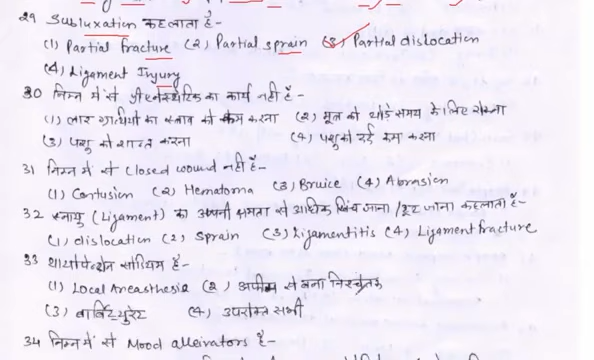 29 Subluxation कहलाता है-
(1) Partial fracture (2) Partial sprain (3) Partial dislocation
(4) Ligament Injury
30 निम्न में से प्रीएनेस्थेटिक का कार्य नहीं है -
(1) लार ग्रंथियों का स्त्राव को कम करना (2) मूत्र को थोड़े समय के लिए रोकना
(3) पशु को शान्त करना (4) पशु को दर्द कम करना
31 निम्न में से closed wound नहीं है-
(1) Contusion (2) Hematoma (3) Bruice (4) Abrasion
32 स्नायु (Ligament) का अपनी क्षमता से अधिक खिंच जाना / टूट जाना कहलाता है-
(1) dislocation (2) Sprain (3) Ligamentitis (4) Ligament fracture
33 थायोपेन्टोन सोडियम है-
(1) Local Aneasthesia (2) अफीम से बना निश्चेतक
(3) बार्बिट्युरेट (4) उपरोक्त सभी
34 निम्न में से Mood alleirators है-